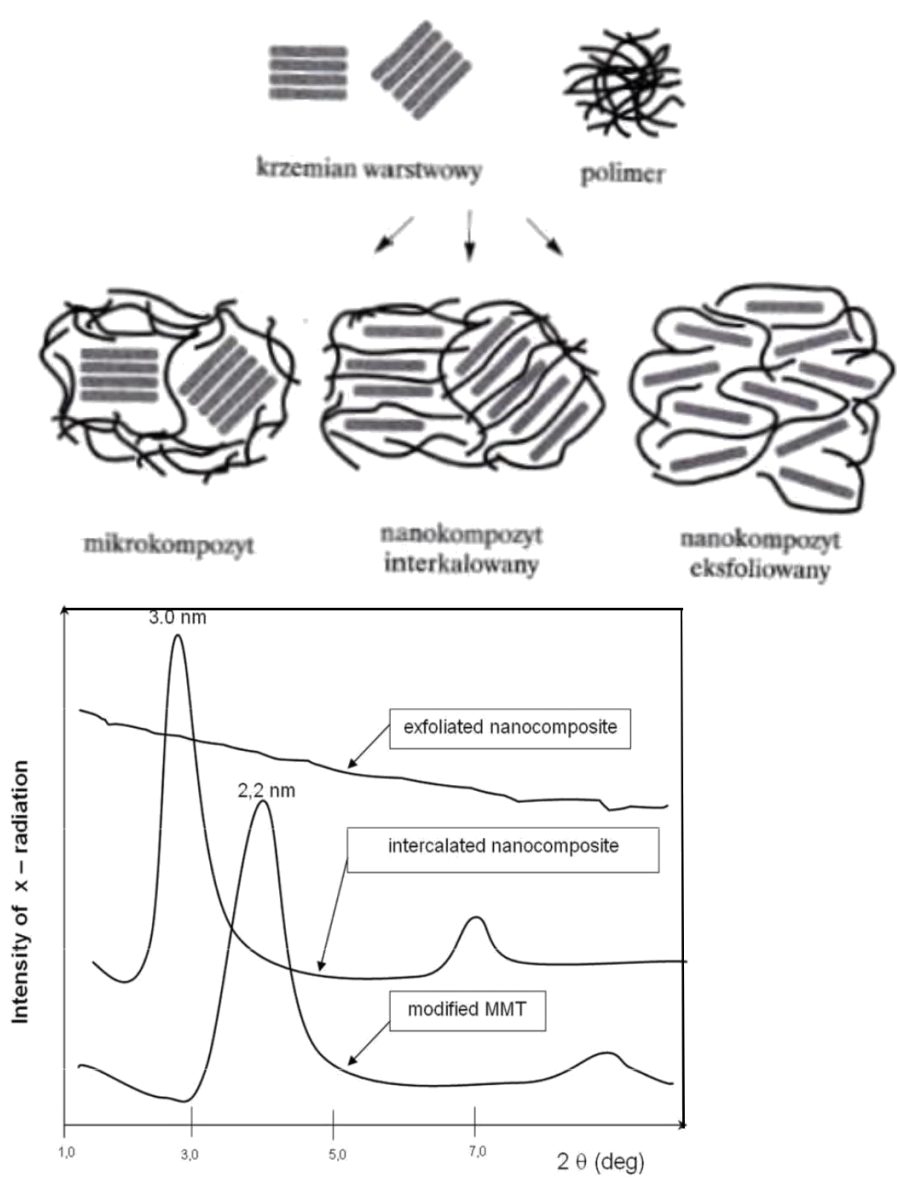 krzemian warstwowy
polimer
mikrokompozyt
nanokompozyt
interkalowany
nanokompozyt
eksfoliowany
3.0 nm
exfoliated nanocomposite
2,2 nm
intercalated nanocomposite
modified MMT
Intensity of x – radiation
1,0
3,0
5,0
7,0
2 θ (deg)